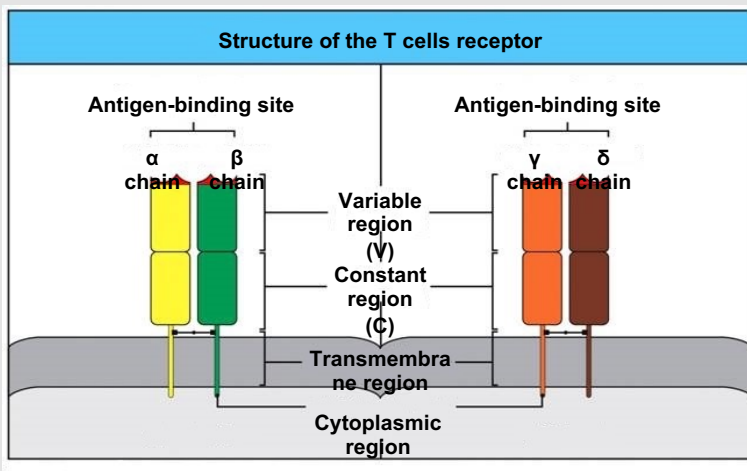 Structure of the T cells receptor
Antigen-binding site
Antigen-binding site
α
chain
β
chain
γ
chain
δ
chain
Variable
region
(V)
Constant
region
(C)
Transmembra
ne region
Cytoplasmic
region